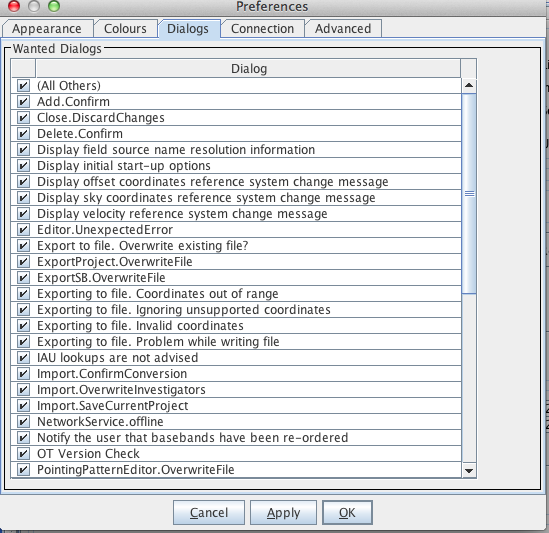 Preferences
Appearance Colours Dialogs Connection Advanced
Wanted Dialogs
Dialog
(All Others)
Add.Confirm
Close.DiscardChanges
Delete.Confirm
Display field source name resolution information
Display initial start-up options
Display offset coordinates reference system change message
Display sky coordinates reference system change message
Display velocity reference system change message
Editor.UnexpectedError
Export to file. Overwrite existing file?
ExportProject.OverwriteFile
ExportSB.OverwriteFile
Exporting to file. Coordinates out of range
Exporting to file. Ignoring unsupported coordinates
Exporting to file. Invalid coordinates
Exporting to file. Problem while writing file
IAU lookups are not advised
Import.ConfirmConversion
Import.OverwriteInvestigators
Import.SaveCurrentProject
NetworkService.offline
Notify the user that basebands have been re-ordered
OT Version Check
PointingPatternEditor.OverwriteFile
Cancel Apply OK